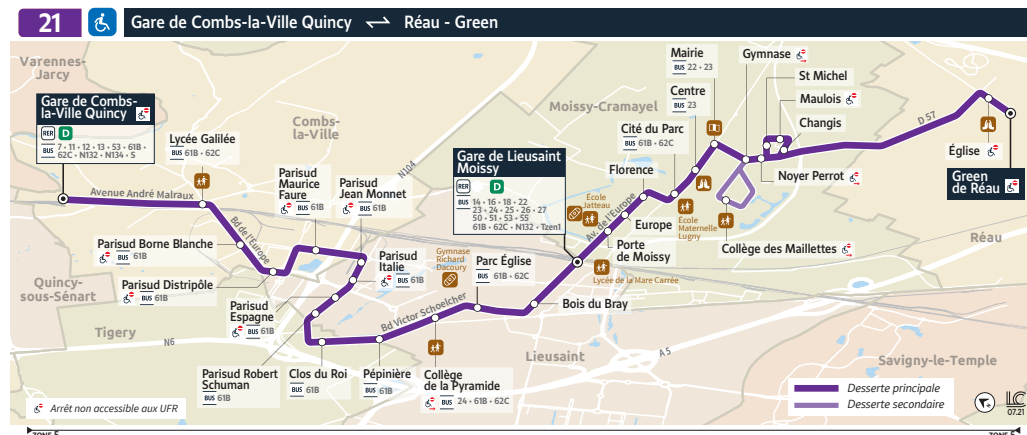 21
Gare de Combs-la-Ville Quincy
Réau - Green
Varennes-
Jarcy
Gare de Combs-
la-Ville Quincy
RER D
BUS 7 • 11 • 12 • 13 • 53 • 61B •
62C • N132 • N134 • S
Combs-
la-Ville
Lycée Galilée
BUS 61B • 62C
Avenue André Malraux
Bd de l'Europe
Parisud
Maurice
Faure
BUS 61B
Parisud
Jean Monnet
BUS 61B
N104
Parisud Borne Blanche
BUS 61B
Parisud Distripôle
BUS 61B
Quincy-
sous-Sénart
Tigery
N6
Parisud
Italie
BUS 61B
Parisud
Espagne
BUS 61B
Parisud Robert
Schuman
BUS 61B
Clos du Roi
BUS 61B
Pépinière
BUS 61B
Bd Victor Schoelcher
Gymnase
Richard
Dacoury
Collège
de la Pyramide
BUS 24 • 61B • 62C
Parc Église
BUS 61B • 62C
Gare de Lieusaint
Moissy
RER D
BUS 14 • 16 • 18 • 22
23 • 24 • 25 • 26 • 27
50 • 51 • 53 • 55
61B • 62C • N132 • Tzen1
Bois du Bray
Lieusaint
A 5
Lycée de la Mare Carrée
Porte
de Moissy
Europe
Av. de l'Europe
École
Jatteau
Florence
Cité du Parc
BUS 61B • 62C
Moissy-Cramayel
Centre
BUS 23
Mairie
BUS 22 • 23
École
Maternelle
Lugny
Gymnase
St Michel
Maulois
Changis
Noyer Perrot
Collège des Maillettes
D 57
Église
Green
de Réau
Réau
Savigny-le-Temple
Desserte principale
Desserte secondaire
Arrêt non accessible aux UFR
LC
07.21
ZONE 5
ZONE 5